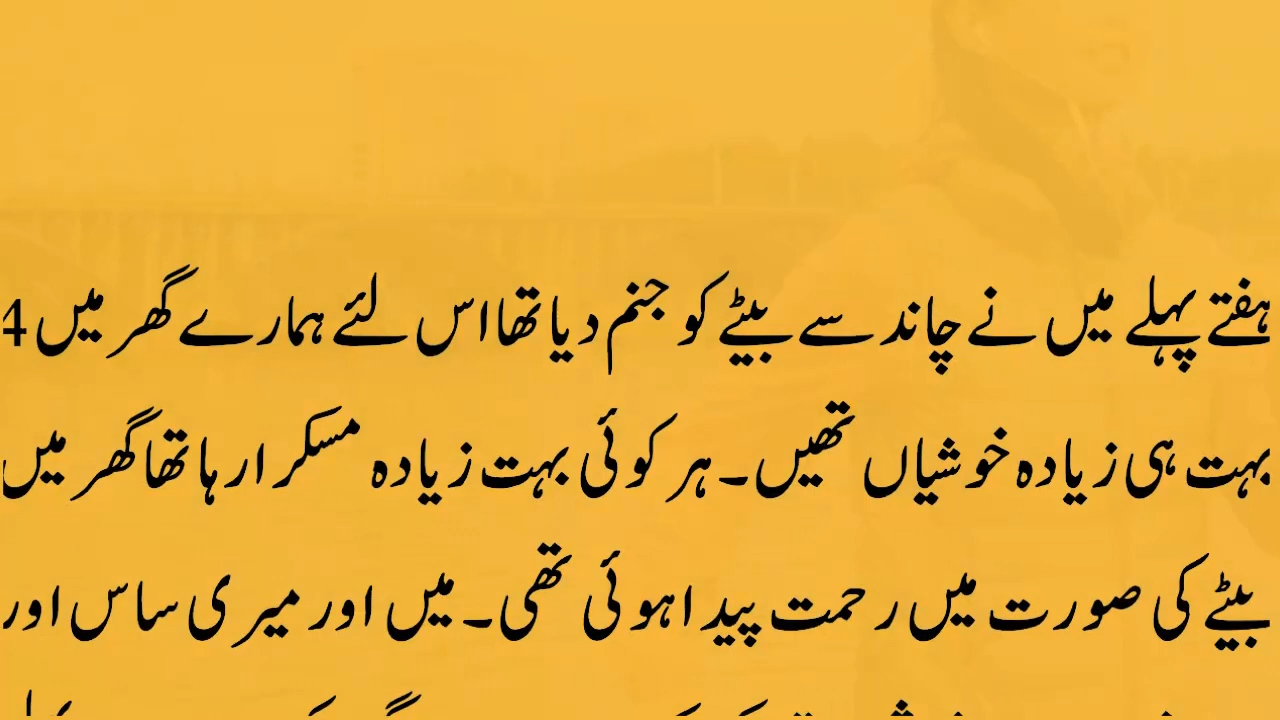 ہفتے پہلے میں نے چاند سے بیٹے کو جنم دیا تھا اس لئے ہمارے گھر میں 4
بہت ہی زیادہ خوشیاں تھیں۔ ہر کوئی بہت زیادہ مسکرا رہا تھا گھر میں
بیٹے کی صورت میں رحمت پیدا ہوئی تھی۔ میں اور میری ساس اور